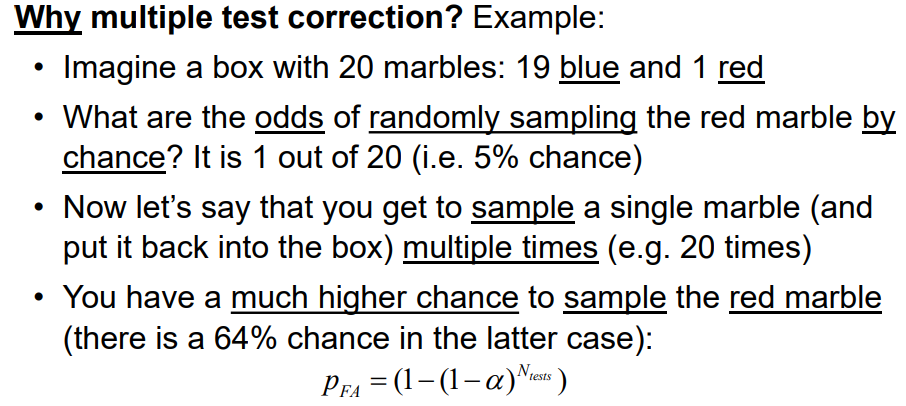 Why multiple test correction? Example:
• Imagine a box with 20 marbles: 19 blue and 1 red
• What are the odds of randomly sampling the red marble by
chance? It is 1 out of 20 (i.e. 5% chance)
• Now let’s say that you get to sample a single marble (and
put it back into the box) multiple times (e.g. 20 times)
• You have a much higher chance to sample the red marble
(there is a 64% chance in the latter case):
p_{FA} = (1 – (1 – α)^{N_{tests}})